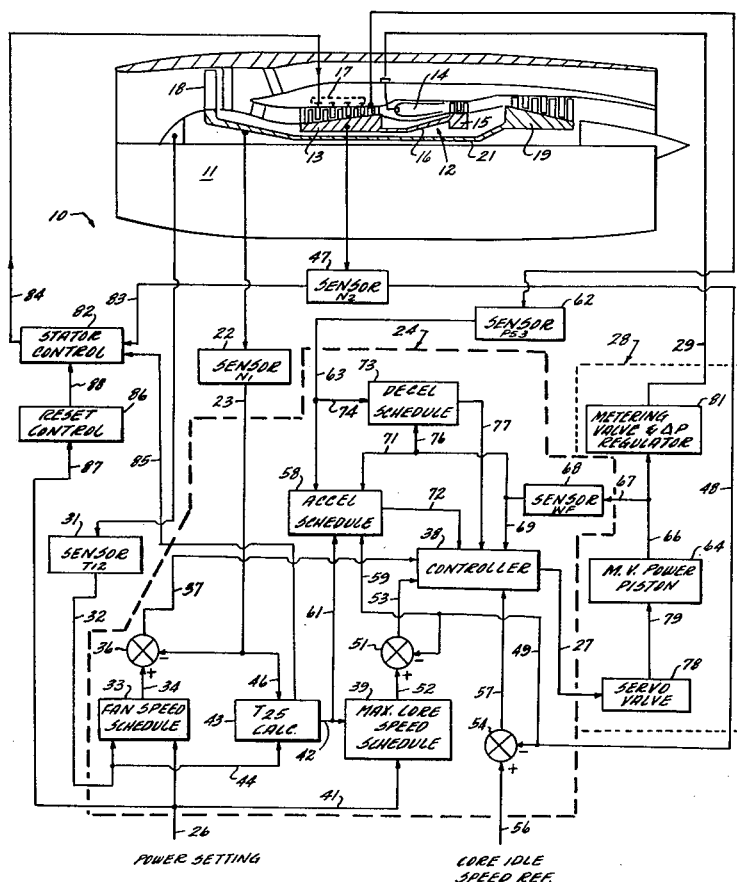 18
17
14
15
11
13
16
12
21
19
10
47
SENSOR
N2
84
83
82
STATOR
CONTROL
22
SENSOR
N1
62
SENSOR
PS3
24
28
29
88
23
63
73
DECEL
SCHEDULE
74
77
81
METERING
VALVE & ΔP
REGULATOR
RESET
CONTROL
86
71
76
87
85
58
ACCEL
SCHEDULE
72
68
SENSOR
WF
67
48
31
SENSOR
T12
69
66
64
M.V. POWER
PISTON
38
CONTROLLER
59
53
32
37
61
27
79
36
-
+
51
-
+
49
46
52
57
78
SERVO
VALVE
33
34
FAN SPEED
SCHEDULE
43
T25
CALC.
42
39
MAX. CORE
SPEED
SCHEDULE
54
-
+
44
41
26
56
POWER SETTING
CORE IDLE
SPEED REF.